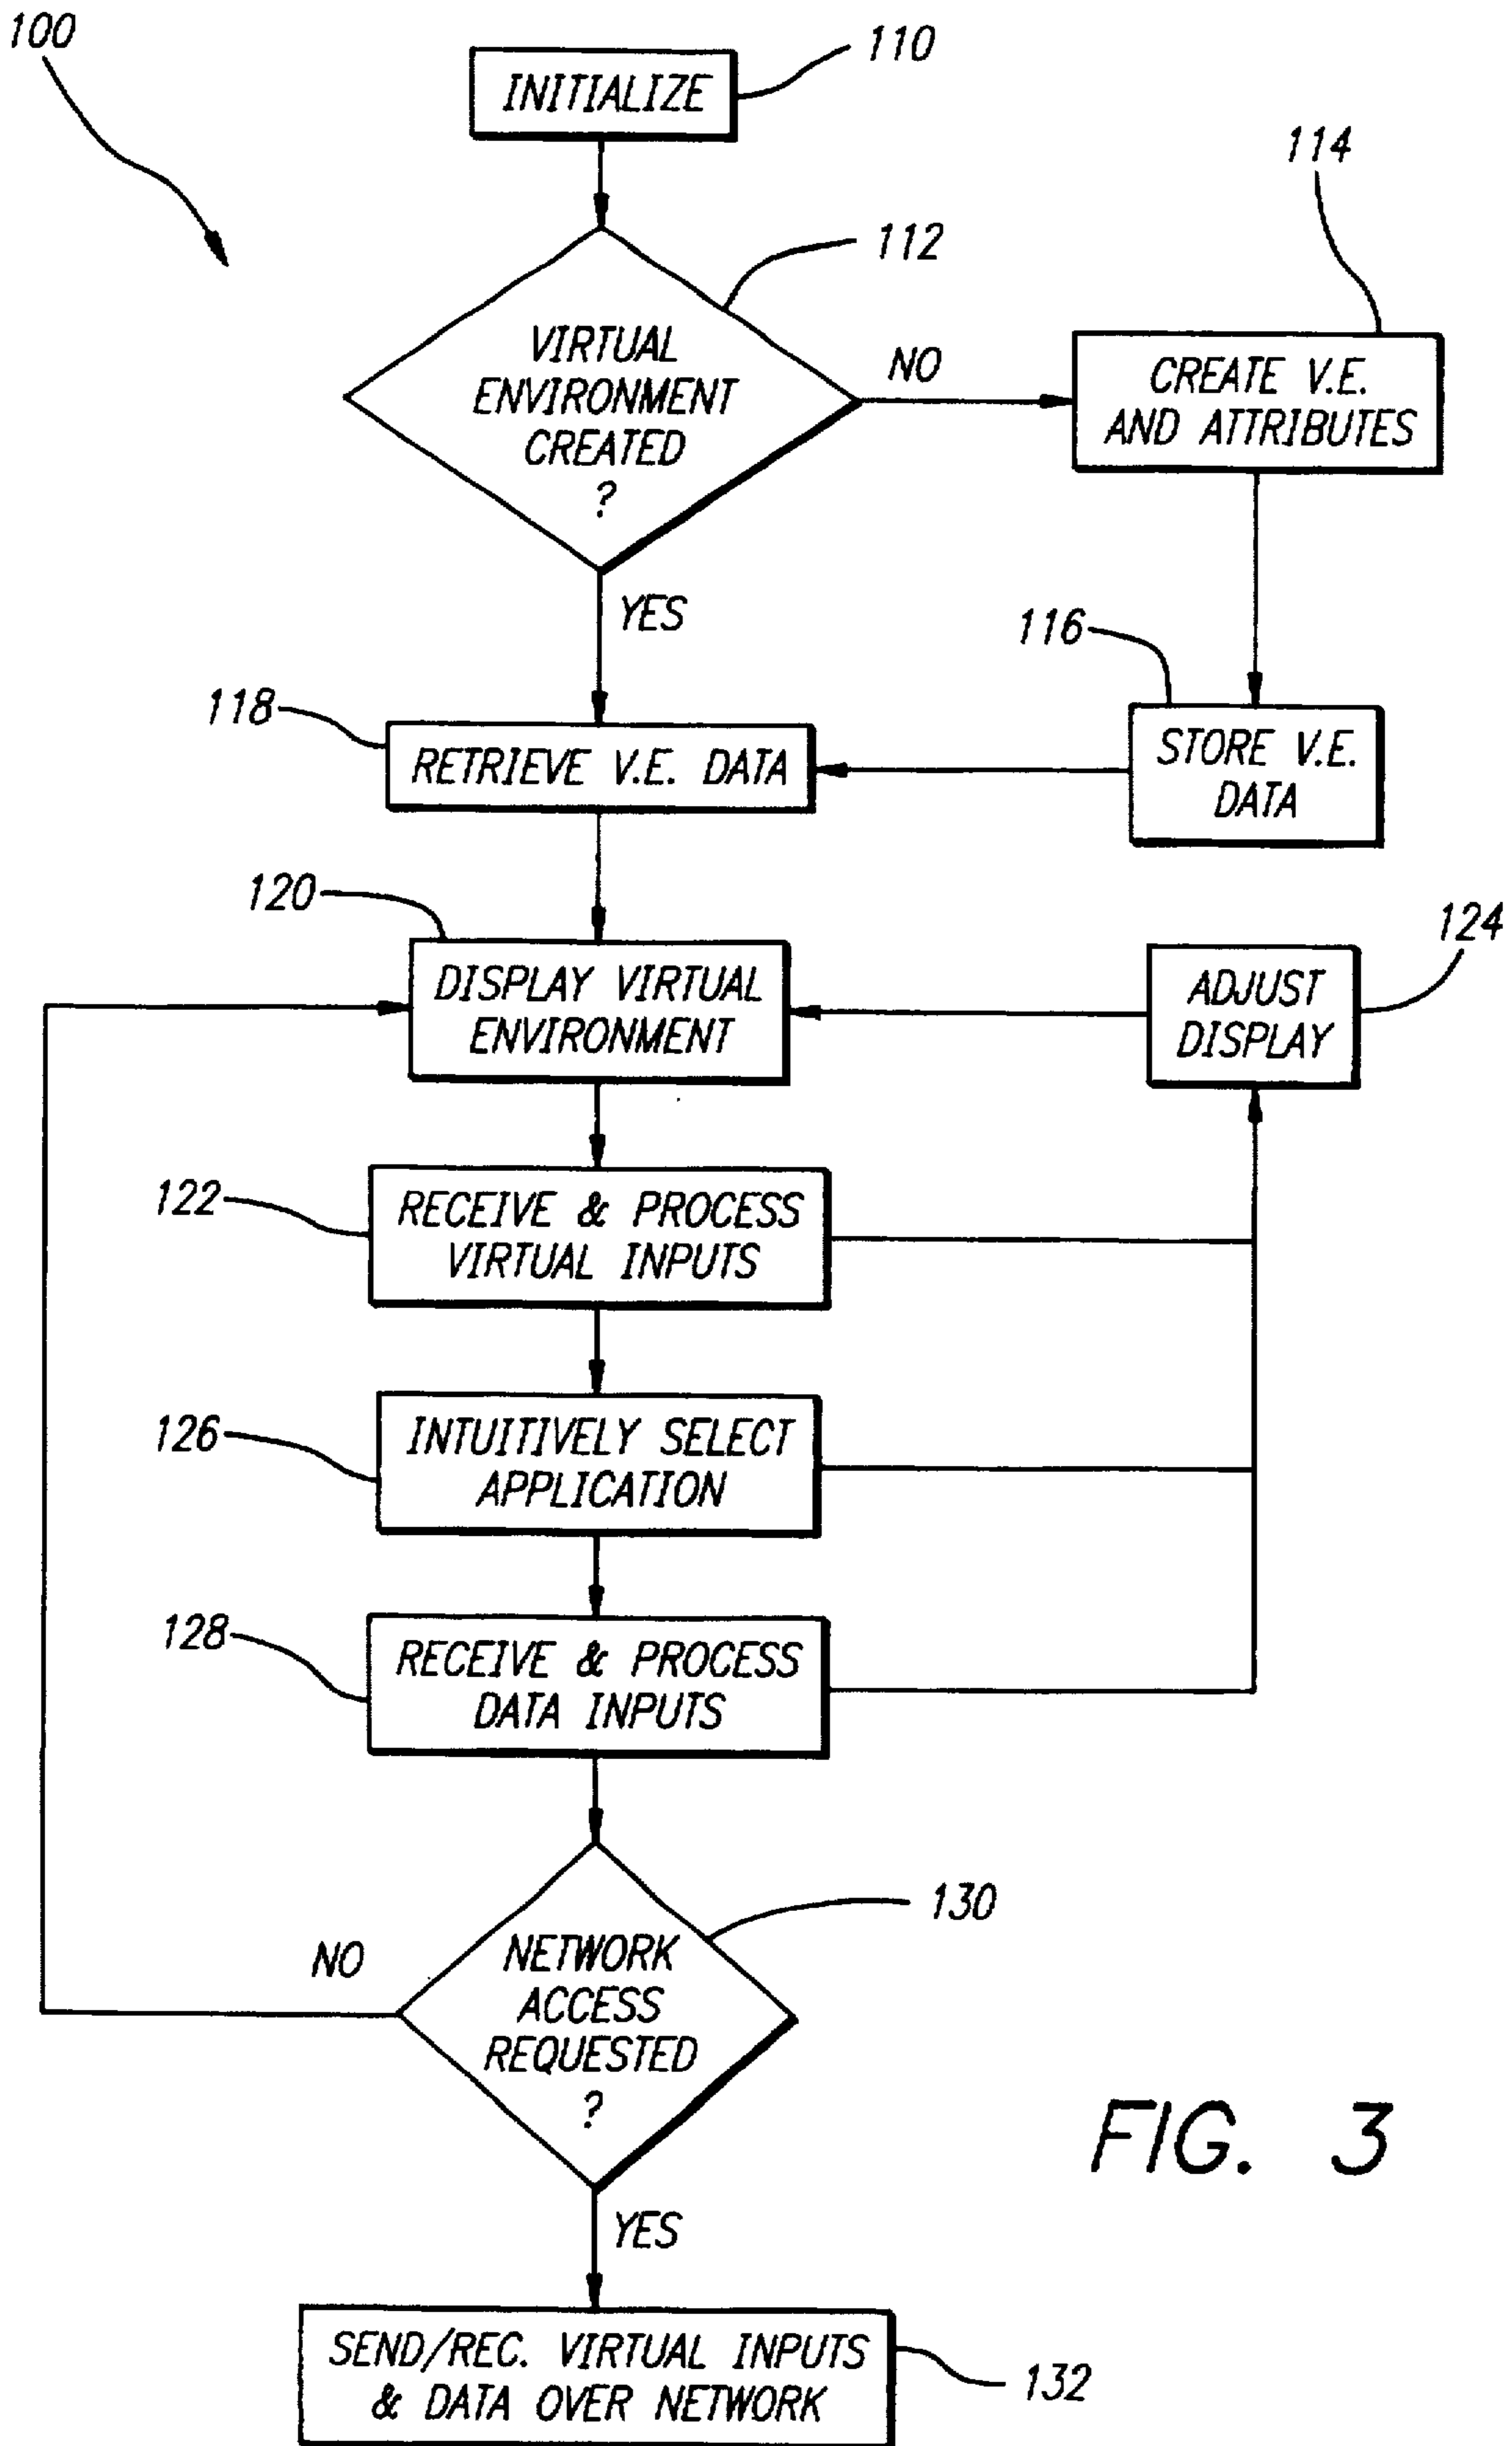 100
INITIALIZE
110
112
114
VIRTUAL
ENVIRONMENT
CREATED
?
NO
CREATE V.E.
AND ATTRIBUTES
YES
116
118
RETRIEVE V.E. DATA
STORE V.E.
DATA
120
DISPLAY VIRTUAL
ENVIRONMENT
124
ADJUST
DISPLAY
122
RECEIVE & PROCESS
VIRTUAL INPUTS
126
INTUITIVELY SELECT
APPLICATION
128
RECEIVE & PROCESS
DATA INPUTS
130
NO
NETWORK
ACCESS
REQUESTED
?
YES
FIG. 3
SEND/REC. VIRTUAL INPUTS
& DATA OVER NETWORK
132